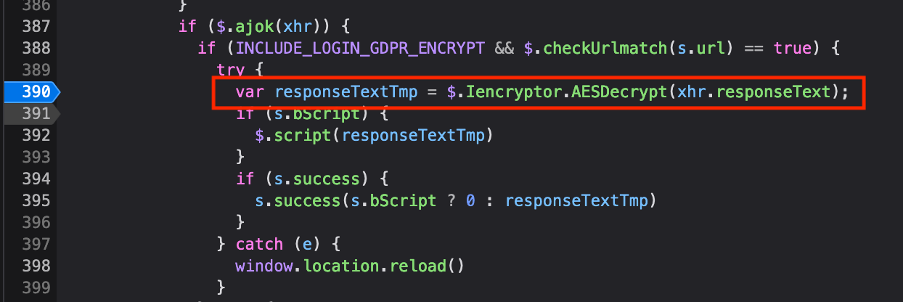 386 }
387 if ($.ajok(xhr)) {
388 if (INCLUDE_LOGIN_GDPR_ENCRYPT && $.checkUrlmatch(s.url) == true) {
389 try {
390 var responseTextTmp = $.Iencryptor.AESDecrypt(xhr.responseText);
391 if (s.bScript) {
392 $.script(responseTextTmp)
393 }
394 if (s.success) {
395 s.success(s.bScript ? 0 : responseTextTmp)
396 }
397 } catch (e) {
398 window.location.reload()
399 }